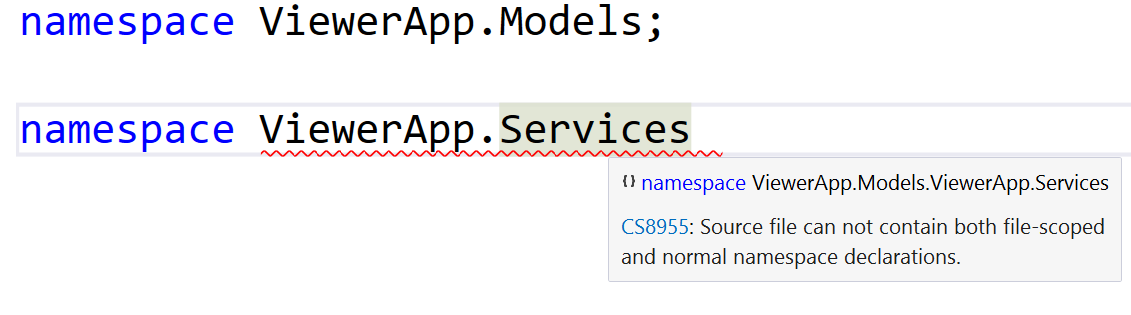 namespace ViewerApp.Models;
namespace ViewerApp.Services
{} namespace ViewerApp.Models.ViewerApp.Services
CS8955: Source file can not contain both file-scoped
and normal namespace declarations.